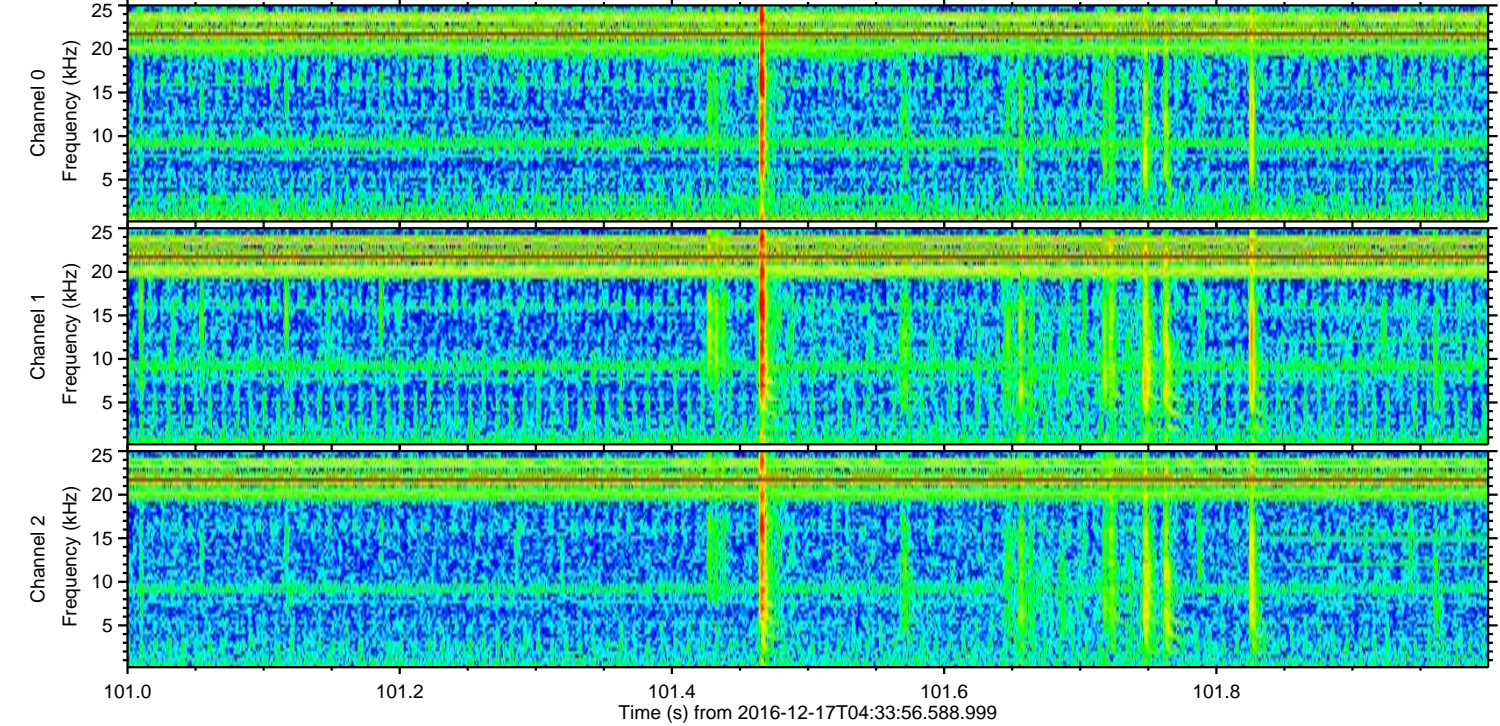 Channel 0
Frequency (kHz)
25
20
15
10
5
Channel 1
Frequency (kHz)
25
20
15
10
5
Channel 2
Frequency (kHz)
25
20
15
10
5
101.0 101.2 101.4 101.6 101.8
Time (s) from 2016-12-17T04:33:56.588.999